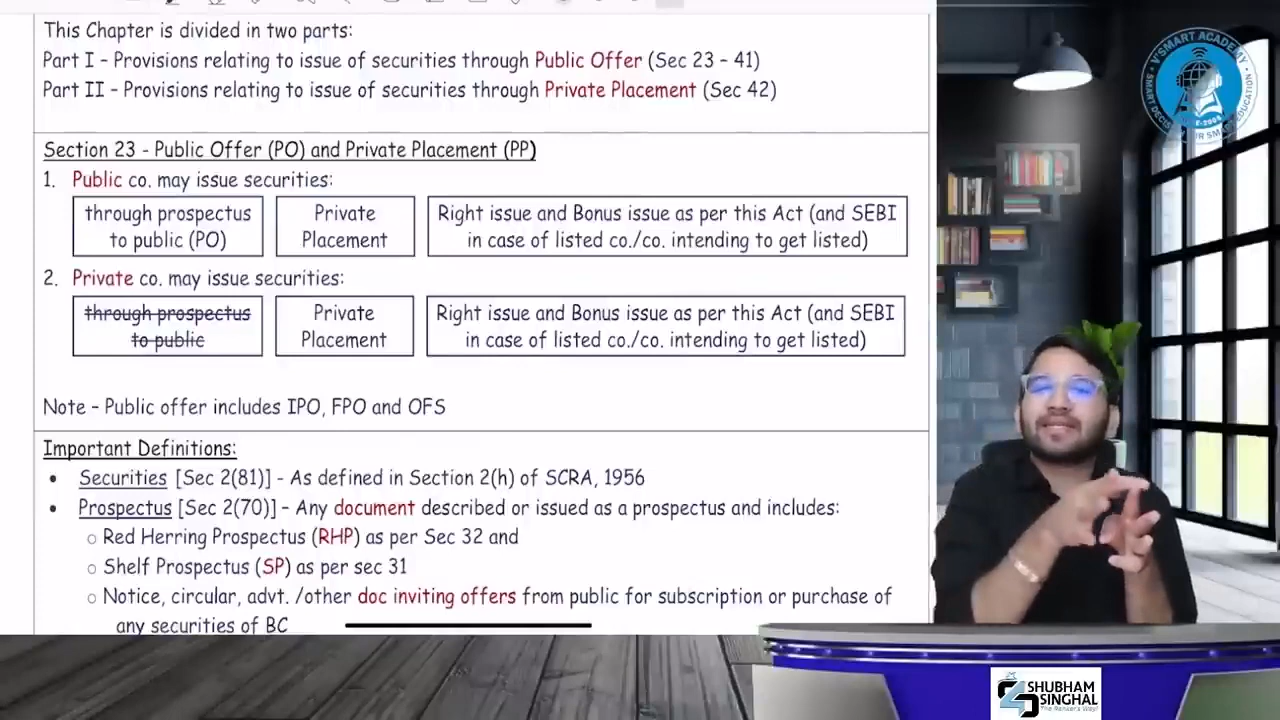 This Chapter is divided in two parts:
Part I – Provisions relating to issue of securities through Public Offer (Sec 23 – 41)
Part II – Provisions relating to issue of securities through Private Placement (Sec 42)
Section 23 - Public Offer (PO) and Private Placement (PP)
1. Public co. may issue securities:
through prospectus
to public (PO)
Private
Placement
Right issue and Bonus issue as per this Act (and SEBI
in case of listed co./co. intending to get listed)
2. Private co. may issue securities:
through prospectus
to public
Private
Placement
Right issue and Bonus issue as per this Act (and SEBI
in case of listed co./co. intending to get listed)
Note – Public offer includes IPO, FPO and OFS
Important Definitions:
• Securities [Sec 2(81)] - As defined in Section 2(h) of SCRA, 1956
• Prospectus [Sec 2(70)] – Any document described or issued as a prospectus and includes:
○ Red Herring Prospectus (RHP) as per Sec 32 and
○ Shelf Prospectus (SP) as per sec 31
○ Notice, circular, advt. /other doc inviting offers from public for subscription or purchase of
any securities of BC
V'SMART ACADEMY
SHUBHAM
SINGHAL
The Ranker's Way!